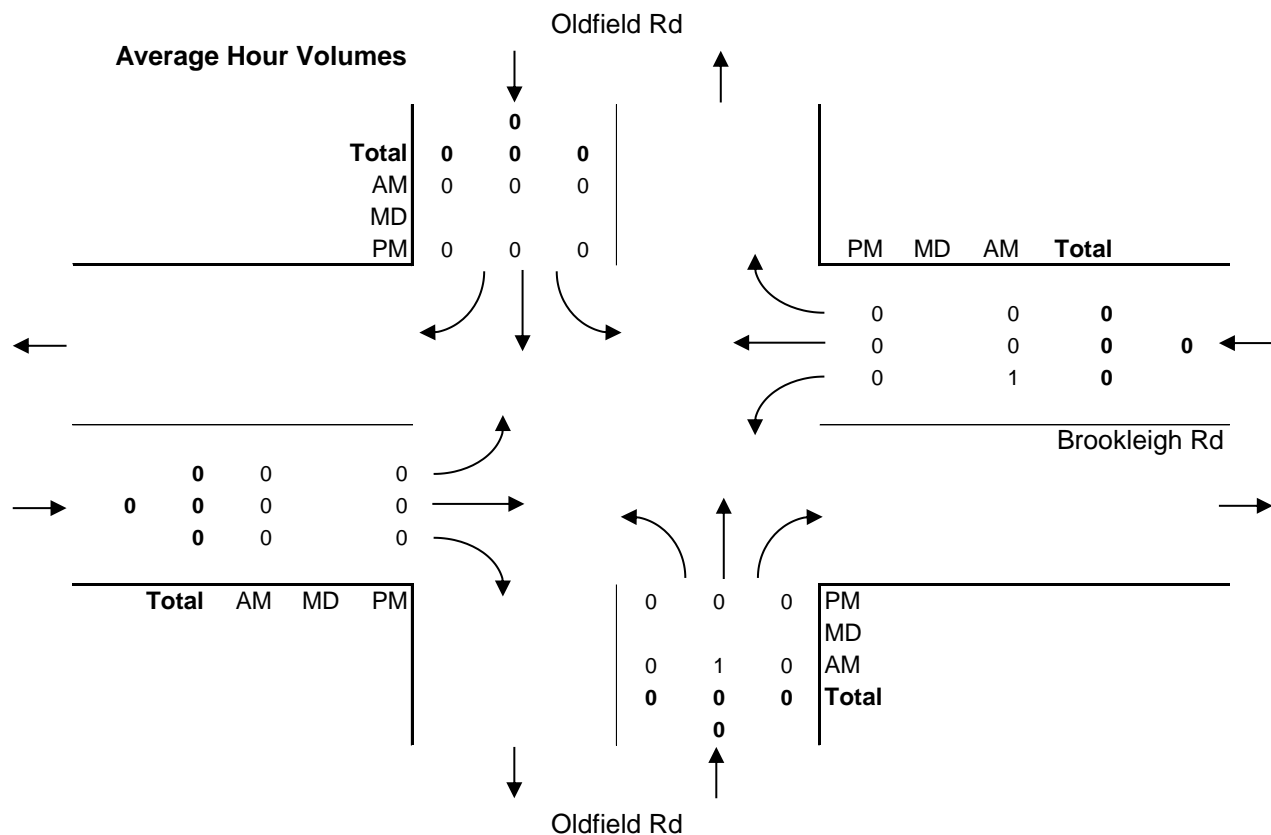 Oldfield Rd
Average Hour Volumes
0
Total 0 0 0
AM 0 0 0
MD
PM 0 0 0
PM MD AM Total
0 0 0
0 0 0 0
0 1 0
Brookleigh Rd
0 0 0
0 0 0 0
0 0 0
Total AM MD PM
0 0 0 PM
MD
0 1 0 AM
0 0 0 Total
0
Oldfield Rd